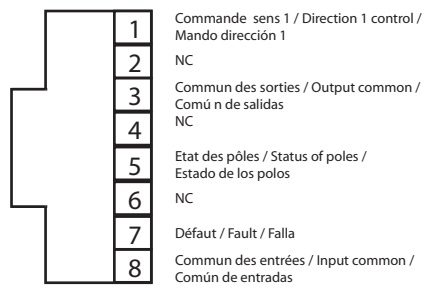 1
Commande sens 1 / Direction 1 control /
Mando dirección 1
2
NC
3
Commun des sorties / Output common /
Comú n de salidas
4
NC
5
Etat des pôles / Status of poles /
Estado de los polos
6
NC
7
Défaut / Fault / Falla
8
Commun des entrées / Input common /
Común de entradas